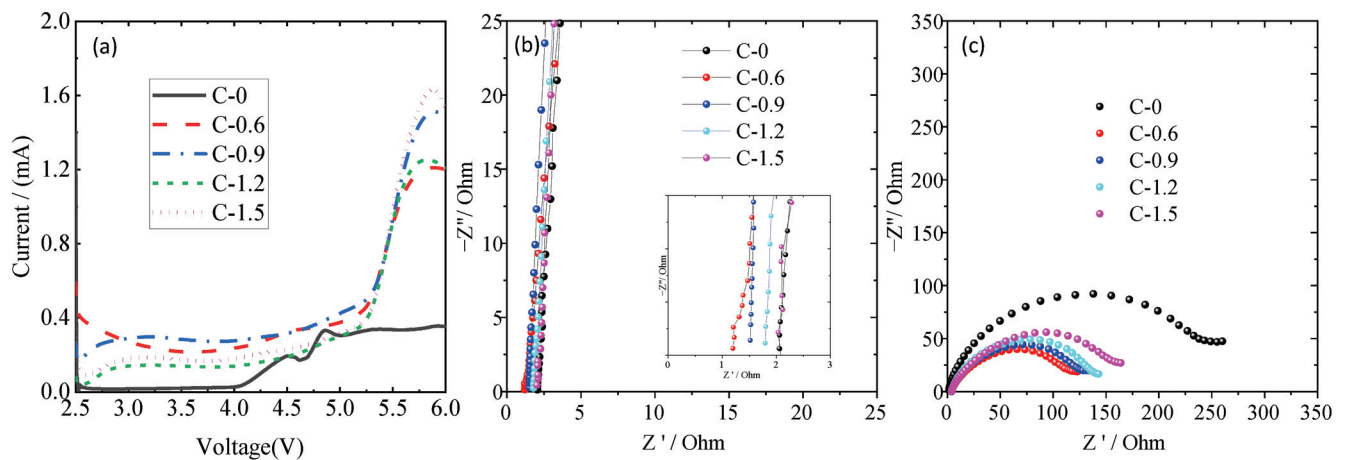 (a)
2.0
1.6
1.2
0.8
0.4
0.0
Current / (mA)
C-0
C-0.6
C-0.9
C-1.2
C-1.5
2.5 3.0 3.5 4.0 4.5 5.0 5.5 6.0
Voltage(V)
(b)
25
20
15
10
5
0
−Z"/ Ohm
C-0
C-0.6
C-0.9
C-1.2
C-1.5
−Z"/ Ohm
0 1 2 3
Z '/ Ohm
0 5 10 15 20 25
Z ' / Ohm
(c)
350
300
250
200
150
100
50
0
−Z"/ Ohm
C-0
C-0.6
C-0.9
C-1.2
C-1.5
0 50 100 150 200 250 300 350
Z ' / Ohm